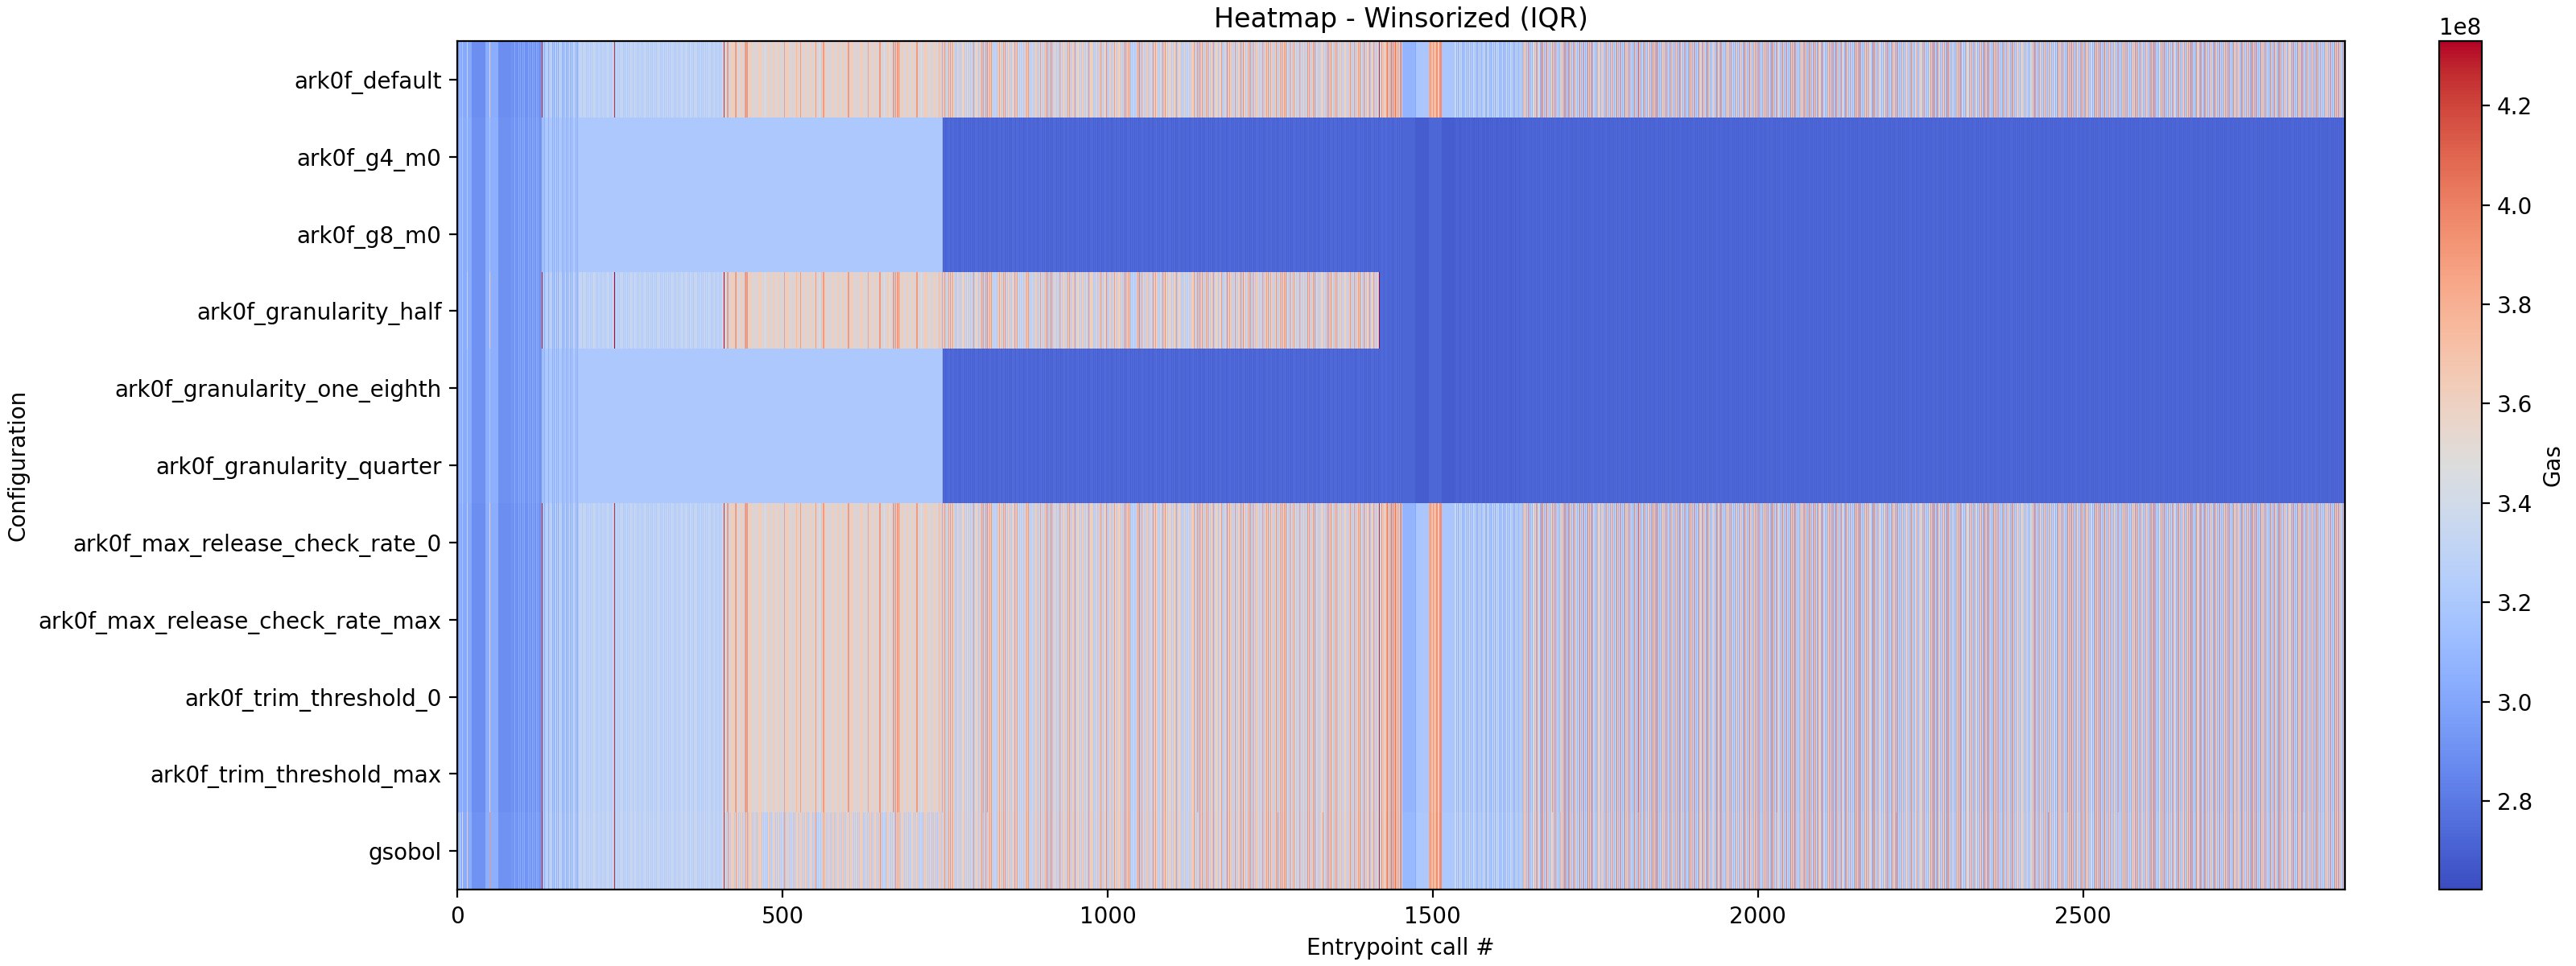 Heatmap - Winsorized (IQR)
1e8
ark0f_default
ark0f_g4_m0
ark0f_g8_m0
ark0f_granularity_half
ark0f_granularity_one_eighth
ark0f_granularity_quarter
ark0f_max_release_check_rate_0
ark0f_max_release_check_rate_max
ark0f_trim_threshold_0
ark0f_trim_threshold_max
gsobol
Configuration
0
500
1000
1500
2000
2500
Entrypoint call #
4.2
4.0
3.8
3.6
3.4
3.2
3.0
2.8
Gas